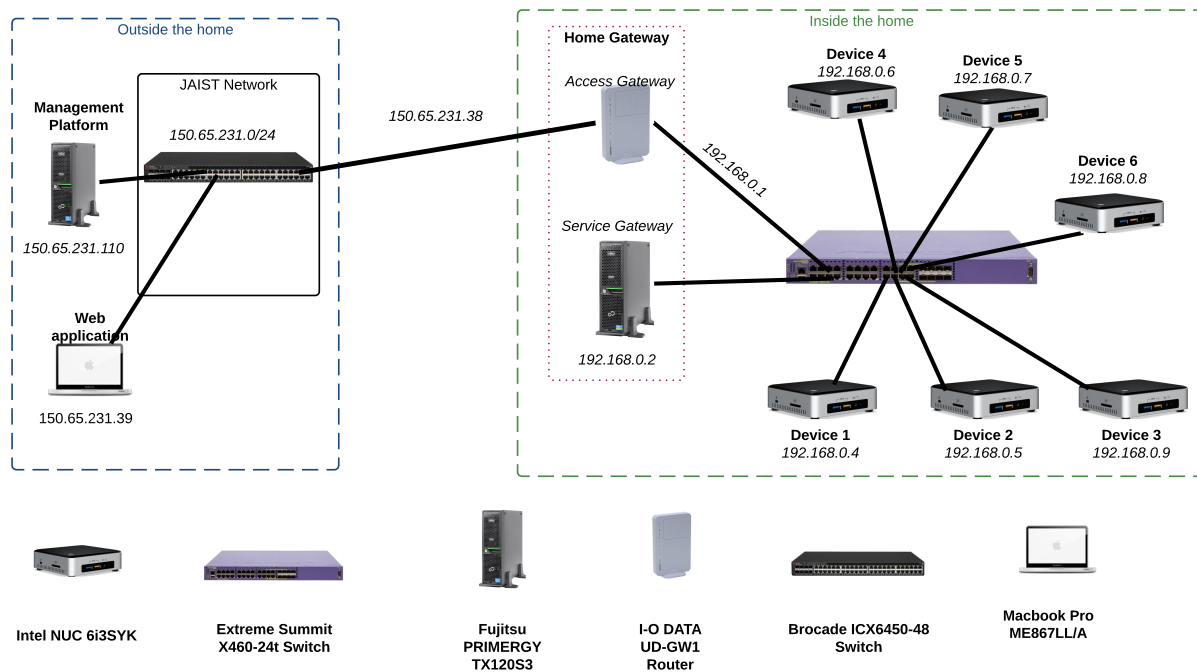 Outside the home
JAIST Network
Management
Platform
150.65.231.0/24
150.65.231.110
Web
application
150.65.231.39
150.65.231.38
Inside the home
Home Gateway
Access Gateway
192.168.0.1
Service Gateway
192.168.0.2
Device 4
192.168.0.6
Device 5
192.168.0.7
Device 6
192.168.0.8
Device 1
192.168.0.4
Device 2
192.168.0.5
Device 3
192.168.0.9
Intel NUC 6i3SYK
Extreme Summit
X460-24t Switch
Fujitsu
PRIMERGY
TX120S3
I-O DATA
UD-GW1
Router
Brocade ICX6450-48
Switch
Macbook Pro
ME867LL/A